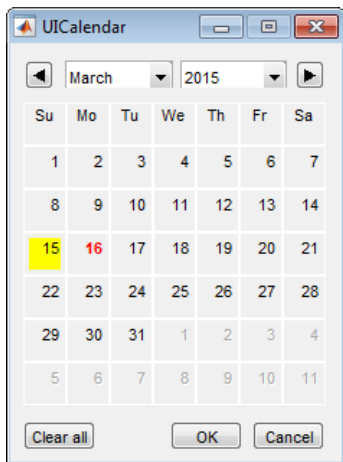 UICalendar
March 2015
Su Mo Tu We Th Fr Sa
1 2 3 4 5 6 7
8 9 10 11 12 13 14
15 16 17 18 19 20 21
22 23 24 25 26 27 28
29 30 31 1 2 3 4
5 6 7 8 9 10 11
Clear all OK Cancel